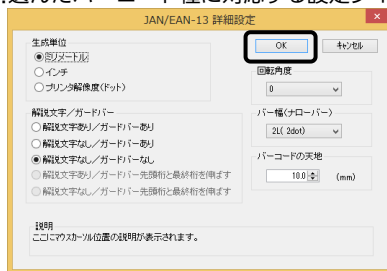 .選んだバーコード種に対応する設定ダイ
JAN/EAN-13 詳細設定
×
生成単位
ミリメートル
インチ
プリンタ解像度(ドット)
OK
キャンセル
回転角度
0
解説文字/ガードバー
解説文字あり/ガードバーあり
解説文字なし/ガードバーあり
解説文字なし/ガードバーなし
解説文字あり/ガードバー先頭桁と最終桁を伸ばす
解説文字なし/ガードバー先頭桁と最終桁を伸ばす
バー幅(ナローバー)
2L( 2dot)
バーコードの天地
10.0 (mm)
説明
ここにマウスカーソル位置の説明が表示されます。